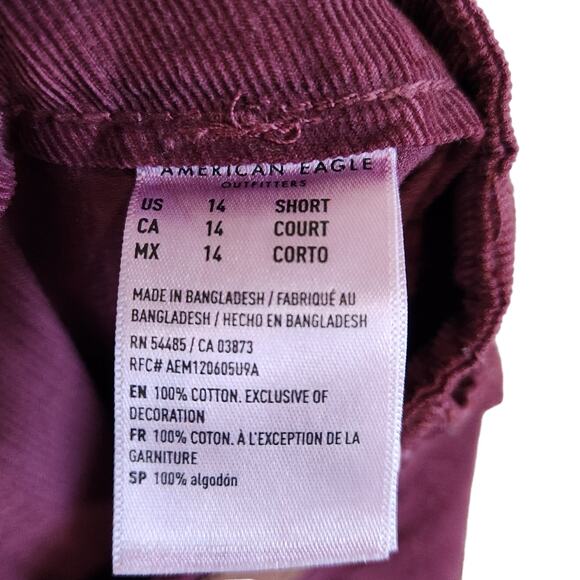 AMERICAN EAGLE
OUTFITTERS
US 14 SHORT
CA 14 COURT
MX 14 CORTO
MADE IN BANGLADESH / FABRIQUÉ AU
BANGLADESH / HECHO EN BANGLADESH
RN 54485 / CA 03873
RFC# AEM120605U9A
EN 100% COTTON. EXCLUSIVE OF
DECORATION
FR 100% COTON. À L'EXCEPTION DE LA
GARNITURE
SP 100% algodón